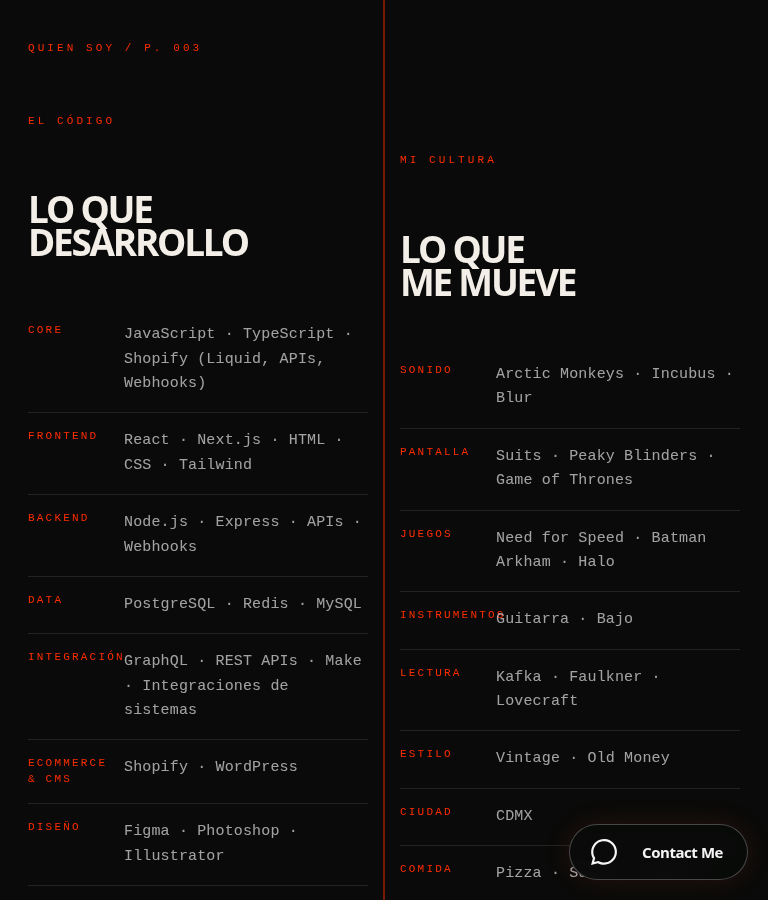 QUIEN SOY / P. 003
EL CÓDIGO
LO QUE
DESARROLLO
CORE
JavaScript · TypeScript ·
Shopify (Liquid, APIs,
Webhooks)
FRONTEND
React · Next.js · HTML ·
CSS · Tailwind
BACKEND
Node.js · Express · APIs ·
Webhooks
DATA
PostgreSQL · Redis · MySQL
INTEGRACIÓN
GraphQL · REST APIs · Make
· Integraciones de
sistemas
ECOMMERCE
& CMS
Shopify · WordPress
DISEÑO
Figma · Photoshop ·
Illustrator
MI CULTURA
LO QUE
ME MUEVE
SONIDO
Arctic Monkeys · Incubus ·
Blur
PANTALLA
Suits · Peaky Blinders ·
Game of Thrones
JUEGOS
Need for Speed · Batman
Arkham · Halo
INSTRUMENTOS
Guitarra · Bajo
LECTURA
Kafka · Faulkner ·
Lovecraft
ESTILO
Vintage · Old Money
CIUDAD
CDMX
COMIDA
Pizza ·
Contact Me